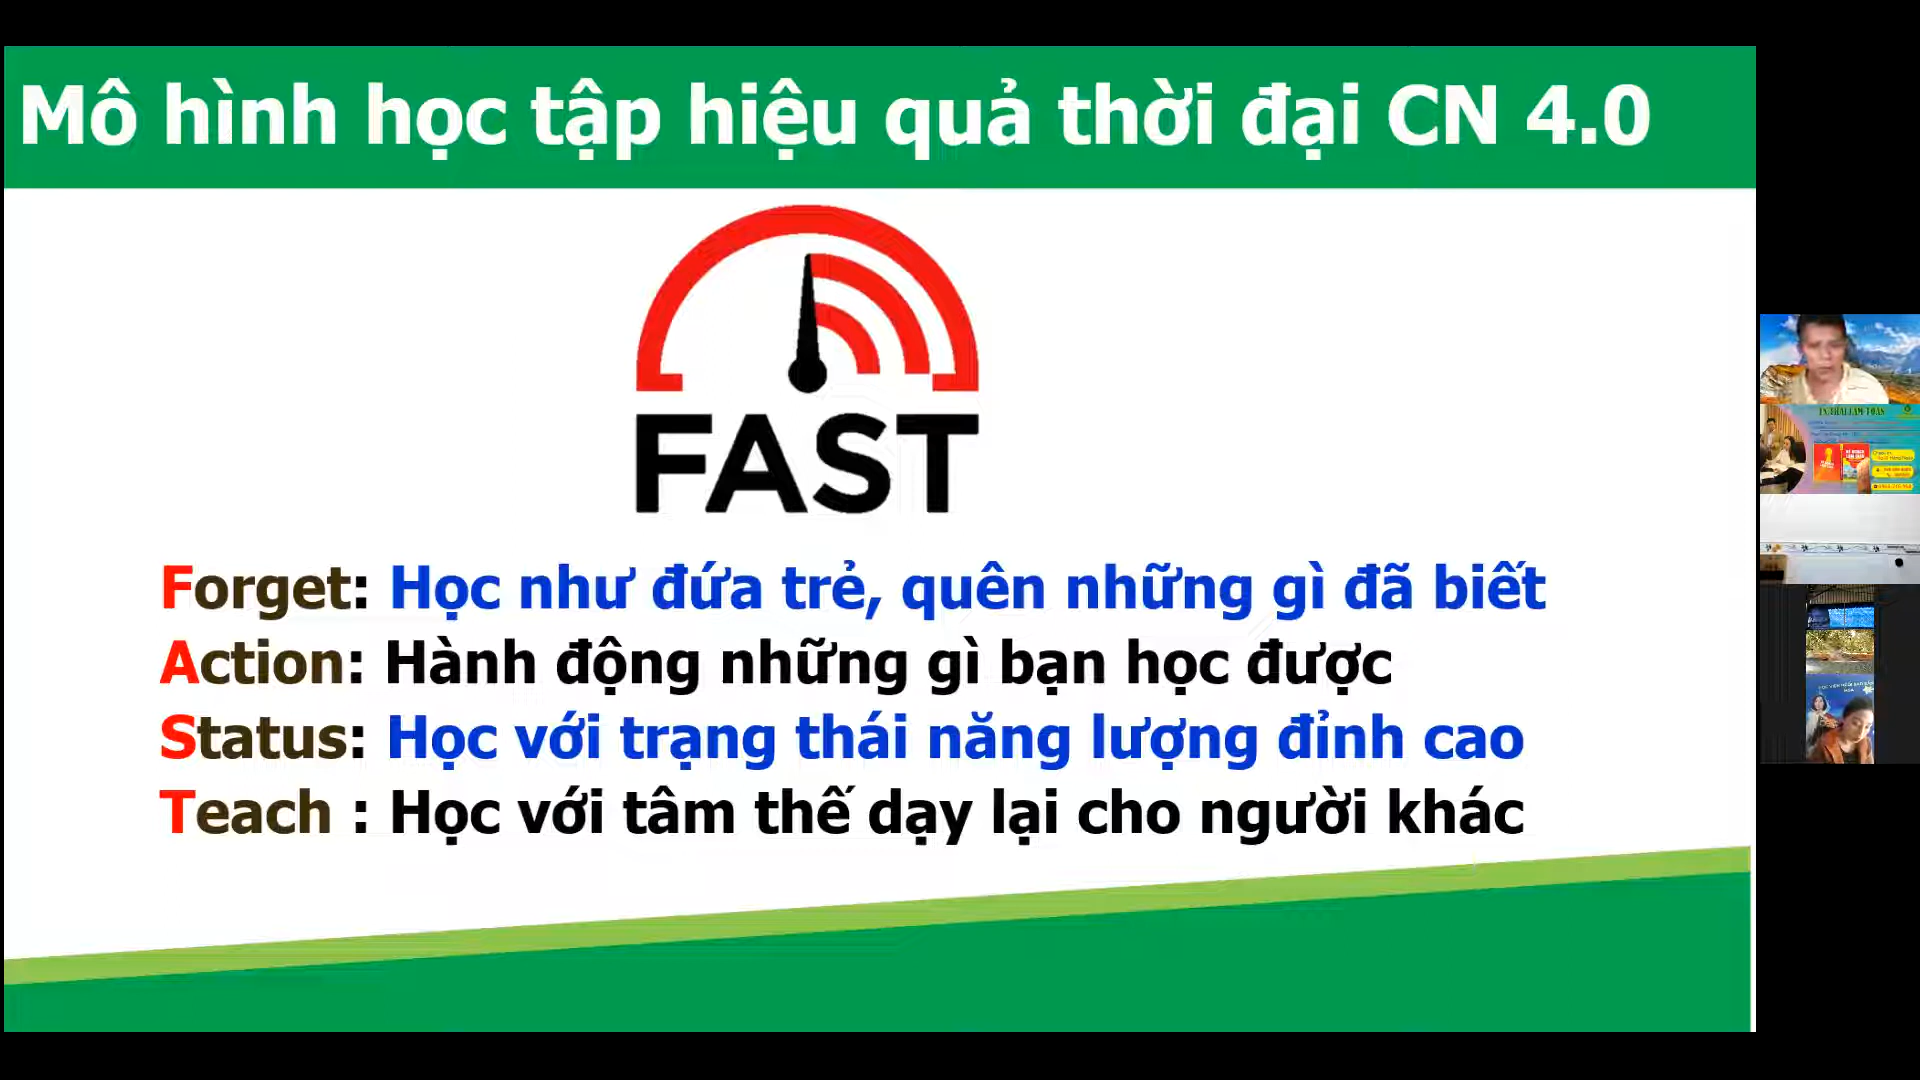 Mô hình học tập hiệu quả thời đại CN 4.0
FAST
Forget: Học như đứa trẻ, quên những gì đã biết
Action: Hành động những gì bạn học được
Status: Học với trạng thái năng lượng đỉnh cao
Teach : Học với tâm thế dạy lại cho người khác